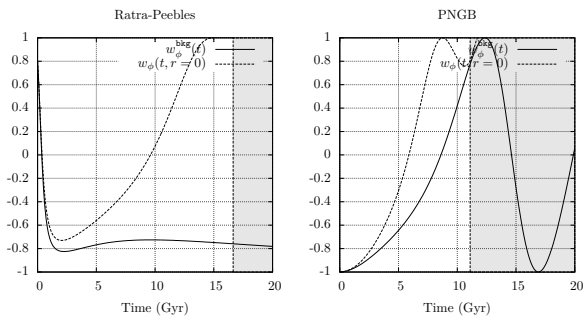 Ratra-Peebles
PNGB
1
0.8
0.6
0.4
0.2
0
-0.2
-0.4
-0.6
-0.8
-1
0 5 10 15 20
Time (Gyr)
w_ϕ^bkg(t)
w_ϕ(t, r = 0)
1
0.8
0.6
0.4
0.2
0
-0.2
-0.4
-0.6
-0.8
-1
0 5 10 15 20
Time (Gyr)
w_ϕ^bkg(t)
w_ϕ(t, r = 0)